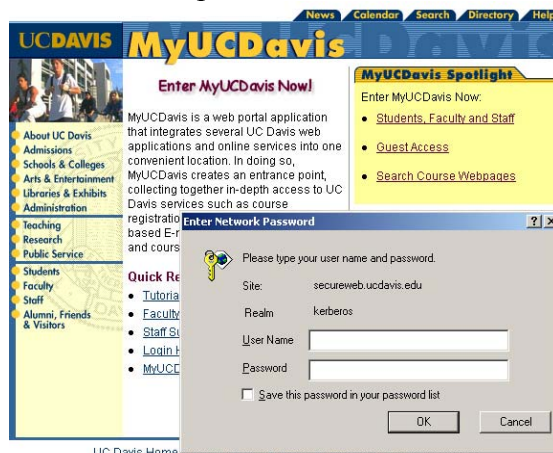 News Calendar Search Directory Help
UCDAVIS
MyUCDavis
About UC Davis
Admissions
Schools & Colleges
Arts & Entertainment
Libraries & Exhibits
Administration
Teaching
Research
Public Service
Students
Faculty
Staff
Alumni, Friends
& Visitors
Enter MyUCDavis Now!
MyUCDavis is a web portal application
that integrates several UC Davis web
applications and online services into one
convenient location. In doing so,
MyUCDavis creates an entrance point,
collecting together in-depth access to UC
Davis services such as course
registratio
based E-r
and cours
Quick Re
• Tutoria
• Faculty
• Staff Su
• Login H
• MyUCD
UC Davis Home
MyUCDavis Spotlight
Enter MyUCDavis Now:
• Students, Faculty and Staff
• Guest Access
• Search Course Webpages
Enter Network Password
Please type your user name and password.
Site: secureweb.ucdavis.edu
Realm kerberos
User Name
Password
Save this password in your password list
OK Cancel